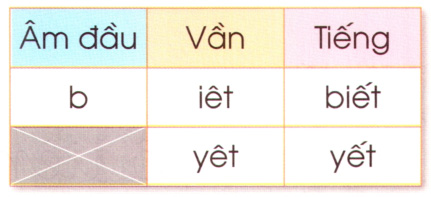 Âm đầu Vần Tiếng
b iêt biết
yêt yết